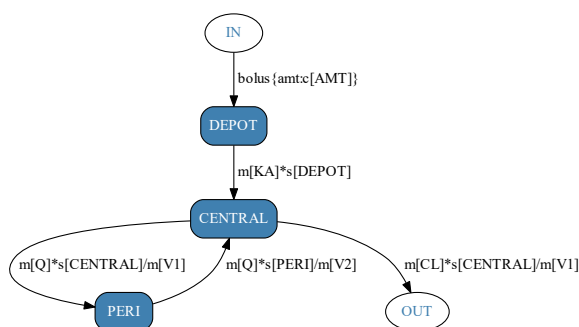 IN
bolus{amt:c[AMT]}
DEPOT
m[KA]*s[DEPOT]
CENTRAL
m[Q]*s[CENTRAL]/m[V1]
m[Q]*s[PERI]/m[V2]
m[CL]*s[CENTRAL]/m[V1]
PERI
OUT